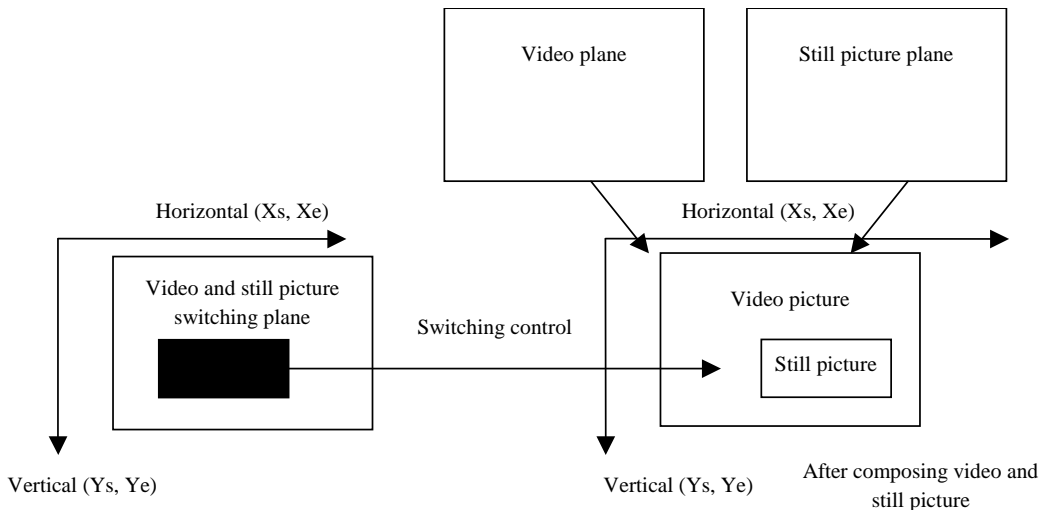 Video plane
Still picture plane
Horizontal (Xs, Xe)
Horizontal (Xs, Xe)
Video and still picture
switching plane
Switching control
Video picture
Still picture
Vertical (Ys, Ye)
Vertical (Ys, Ye)
After composing video and
still picture